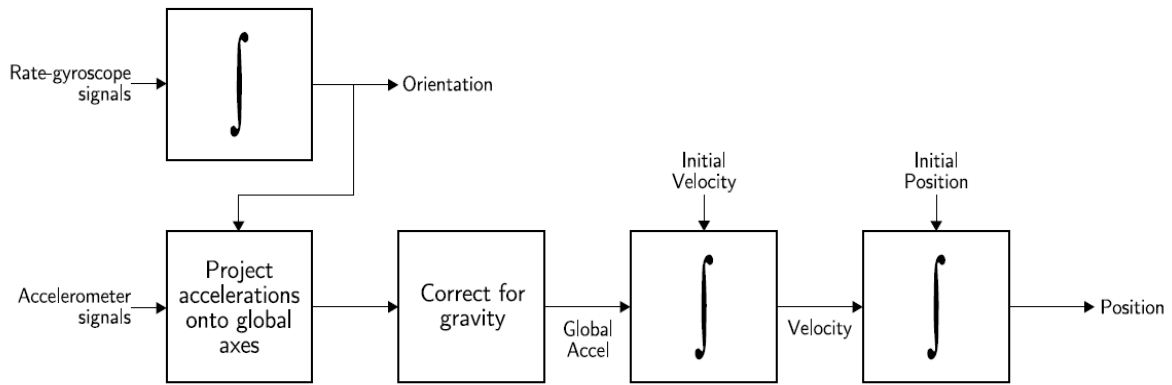 Rate-gyroscope
signals
Orientation
Initial
Velocity
Initial
Position
Accelerometer
signals
Project
accelerations
onto global
axes
Correct for
gravity
Global
Accel
Velocity
Position